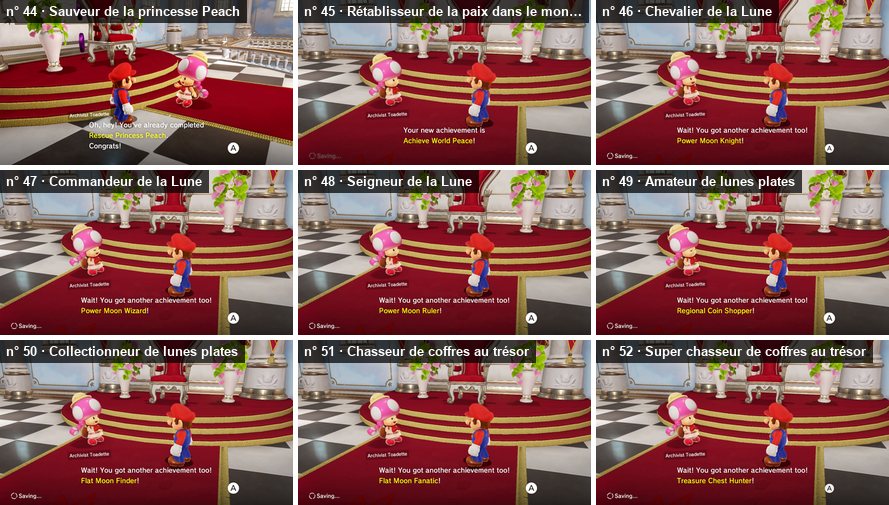 n° 44 · Sauveur de la princesse Peach
Archivist Toadette
Oh, hey! You've already completed
Rescue Princess Peach.
Congrats!
A
n° 45 · Rétablisseur de la paix dans le mon…
Archivist Toadette
Your new achievement is
Achieve World Peace!
A
Saving...
n° 46 · Chevalier de la Lune
Archivist Toadette
Wait! You got another achievement too!
Power Moon Knight!
A
Saving...
n° 47 · Commandeur de la Lune
Archivist Toadette
Wait! You got another achievement too!
Power Moon Wizard!
A
Saving...
n° 48 · Seigneur de la Lune
Archivist Toadette
Wait! You got another achievement too!
Power Moon Ruler!
A
Saving...
n° 49 · Amateur de lunes plates
Archivist Toadette
Wait! You got another achievement too!
Regional Coin Shopper!
A
Saving...
n° 50 · Collectionneur de lunes plates
Archivist Toadette
Wait! You got another achievement too!
Flat Moon Finder!
A
Saving...
n° 51 · Chasseur de coffres au trésor
Archivist Toadette
Wait! You got another achievement too!
Flat Moon Fanatic!
A
Saving...
n° 52 · Super chasseur de coffres au trésor
Archivist Toadette
Wait! You got another achievement too!
Treasure Chest Hunter!
A
Saving...